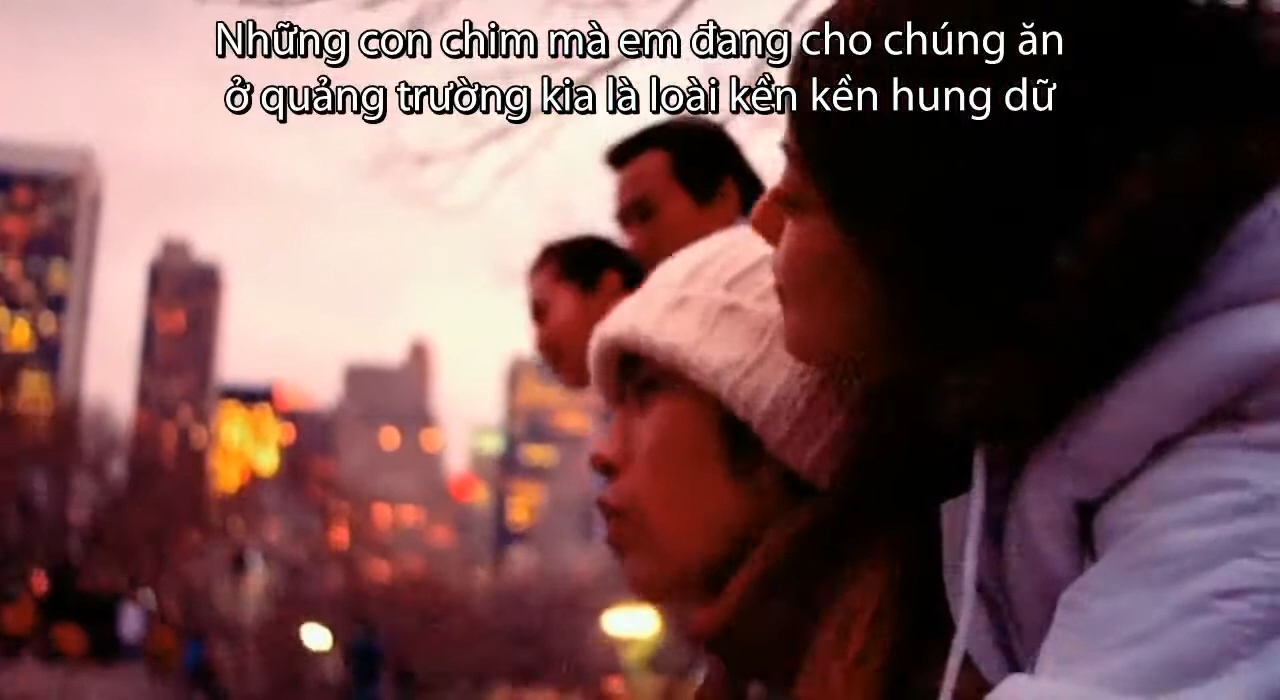 Những con chim mà em đang cho chúng ăn
ở quảng trường kia là loài kền kền hung dữ